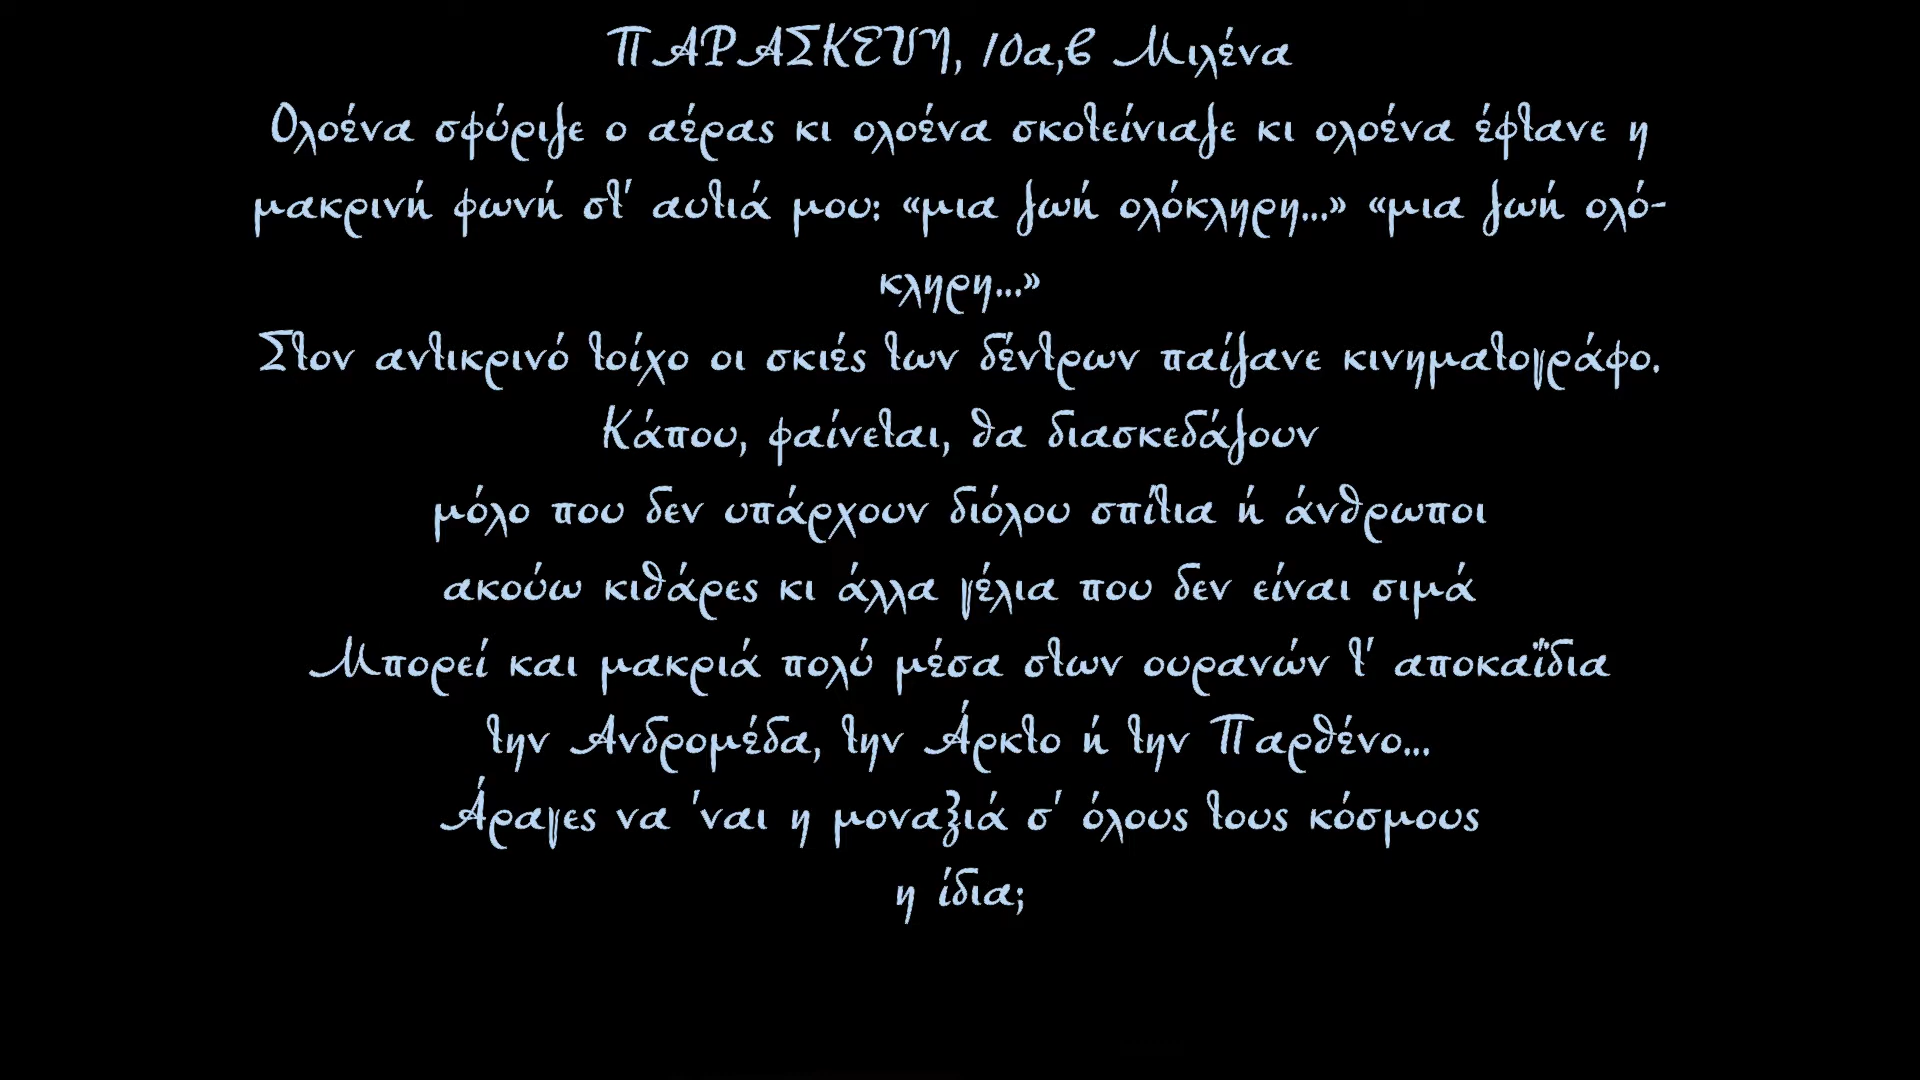 ΠΑΡΑΣΚΕΥΗ, 10α,β Μιλένα
Ολοένα σφύριζε ο αέρας κι ολοένα σκοτείνιαζε κι ολοένα έφτανε η
μακρινή φωνή στ' αυτιά μου: «μια ζωή ολόκληρη...» «μια ζωή ολό-
κληρη...»
Στον αντικρινό τοίχο οι σκιές των δέντρων παίζανε κινηματογράφο.
Κάπου, φαίνεται, θα διασκεδάζουν
μόλο που δεν υπάρχουν διόλου σπίτια ή άνθρωποι
ακούω κιθάρες κι άλλα γέλια που δεν είναι σιμά
Μπορεί και μακριά πολύ μέσα στων ουρανών τ' αποκαΐδια
την Ανδρομέδα, την Άρκτο ή την Παρθένο...
Άραγες να 'ναι η μοναξιά σ' όλους τους κόσμους
η ίδια;